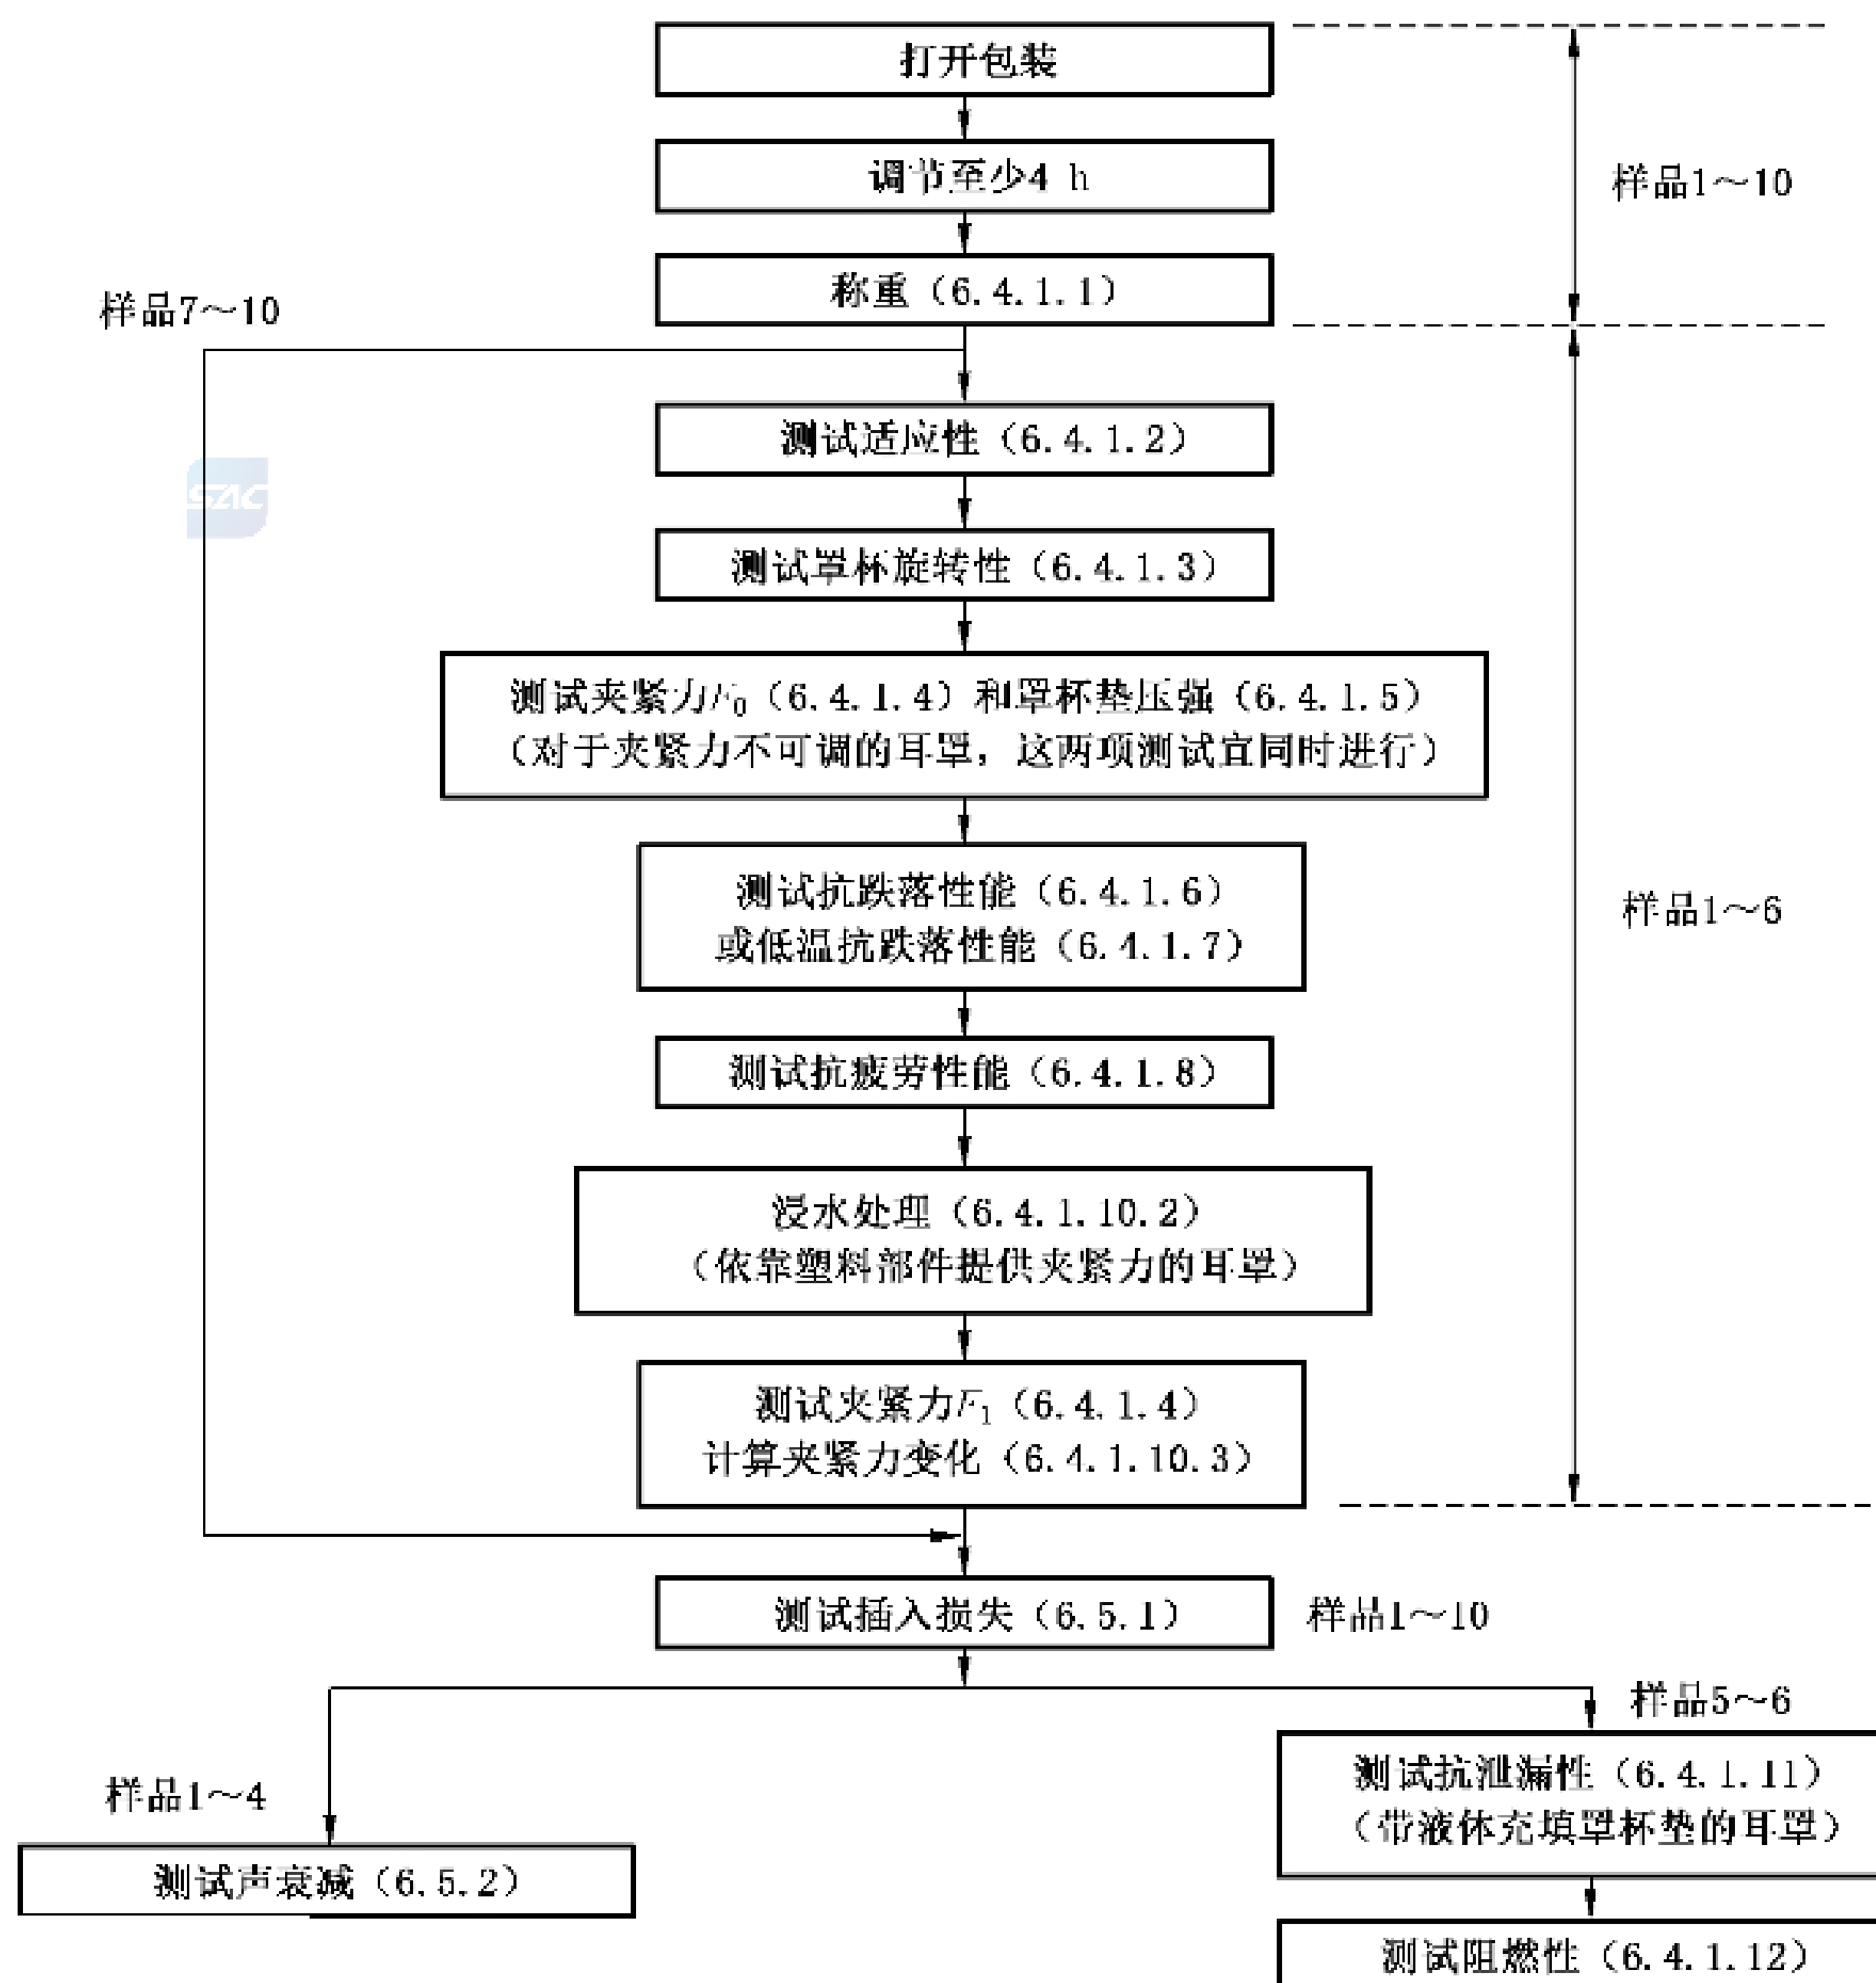 打开包装
调节至少4 h
样品1～10
称重（6.4.1.1）
样品7～10
测试适应性（6.4.1.2）
SAC
测试罩杯旋转性（6.4.1.3）
测试夹紧力F0（6.4.1.4）和罩杯垫压强（6.4.1.5）
（对于夹紧力不可调的耳罩，这两项测试宜同时进行）
测试抗跌落性能（6.4.1.6）
或低温抗跌落性能（6.4.1.7）
样品1～6
测试抗疲劳性能（6.4.1.8）
浸水处理（6.4.1.10.2）
（依靠塑料部件提供夹紧力的耳罩）
测试夹紧力F1（6.4.1.4）
计算夹紧力变化（6.4.1.10.3）
测试插入损失（6.5.1）
样品1～10
样品5～6
测试抗泄漏性（6.4.1.11）
（带液体充填罩杯垫的耳罩）
样品1～4
测试声衰减（6.5.2）
测试阻燃性（6.4.1.12）